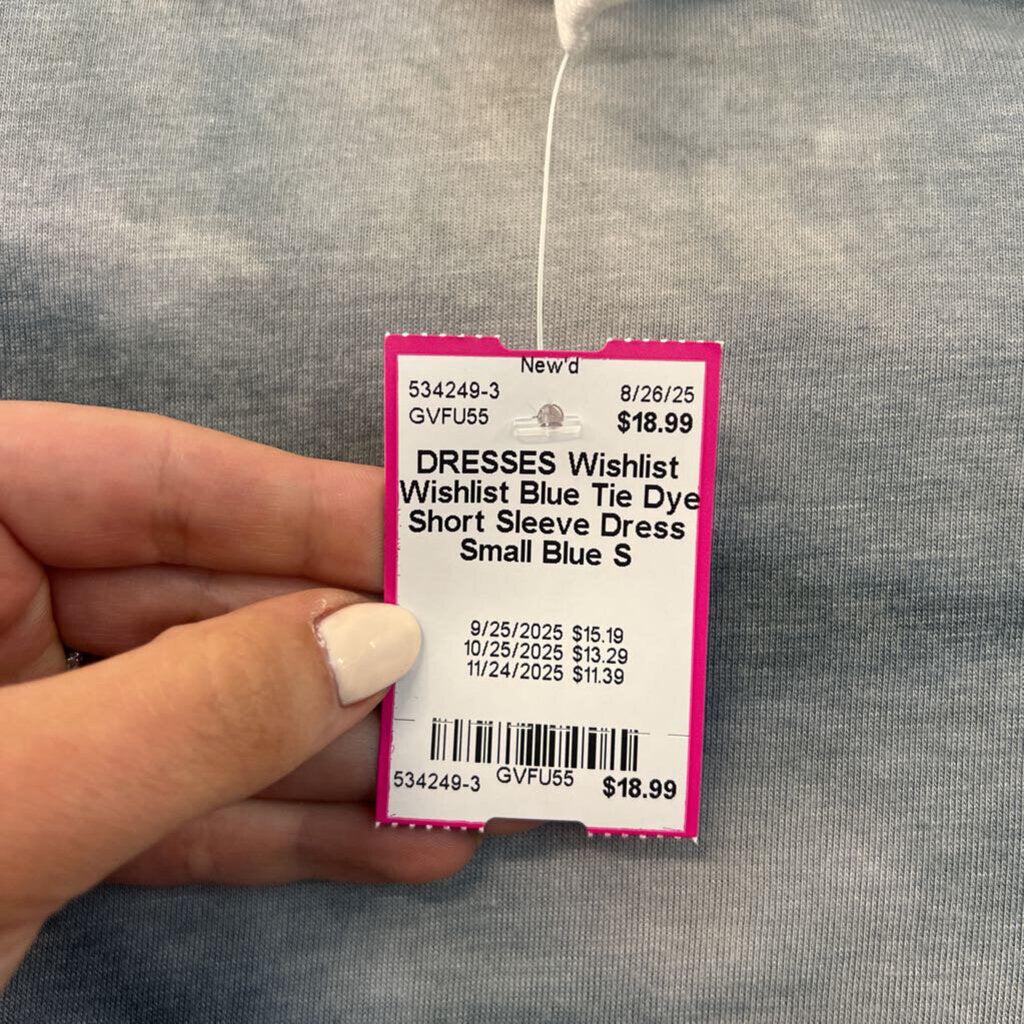 New'd
534249-3 8/26/25
GVFU55 $18.99
DRESSES Wishlist
Wishlist Blue Tie Dye
Short Sleeve Dress
Small Blue S
9/25/2025 $15.19
10/25/2025 $13.29
11/24/2025 $11.39
534249-3 GVFU55 $18.99